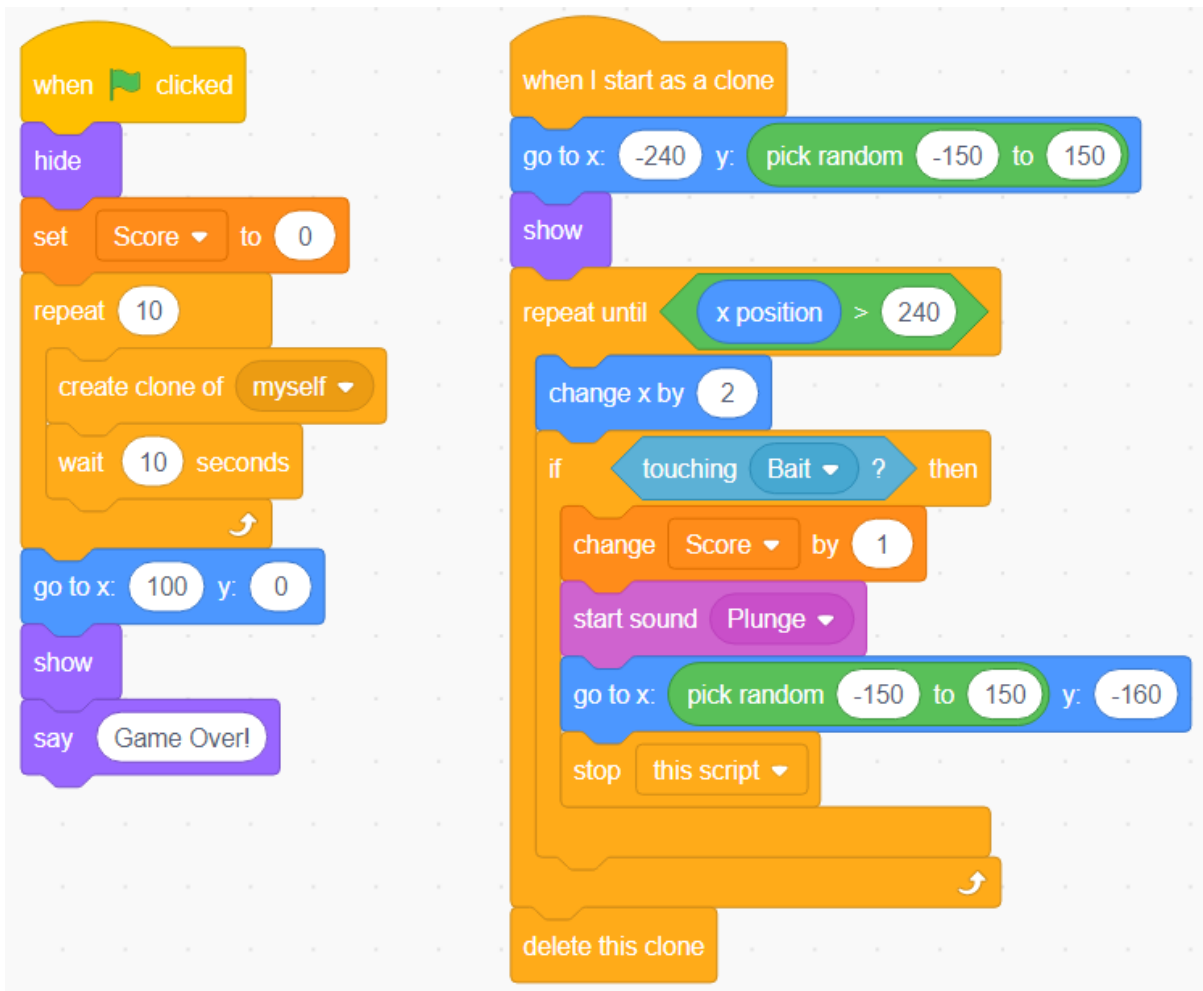 when clicked
hide
set Score to 0
repeat 10
create clone of myself
wait 10 seconds
go to x: 100 y: 0
show
say Game Over!
when I start as a clone
go to x: -240 y: pick random -150 to 150
show
repeat until x position > 240
change x by 2
if touching Bait ? then
change Score by 1
start sound Plunge
go to x: pick random -150 to 150 y: -160
stop this script
delete this clone